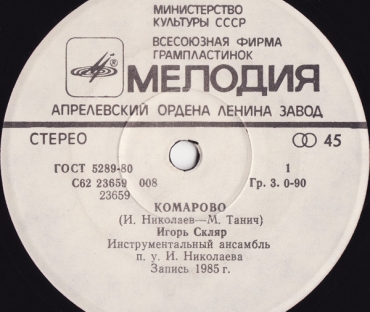 МИНИСТЕРСТВО
КУЛЬТУРЫ СССР
ВСЕСОЮЗНАЯ ФИРМА
ГРАМПЛАСТИНОК
® МЕЛОДИЯ
АПРЕЛЕВСКИЙ ОРДЕНА ЛЕНИНА ЗАВОД
СТЕРЕО 45
ГОСТ 5289-80 1
С62 23659 008 Гр. 3. 0-90
23659
КОМАРОВО
(И. Николаев—М. Танич)
Игорь Скляр
Инструментальный ансамбль
п. у. И. Николаева
Запись 1985 г.